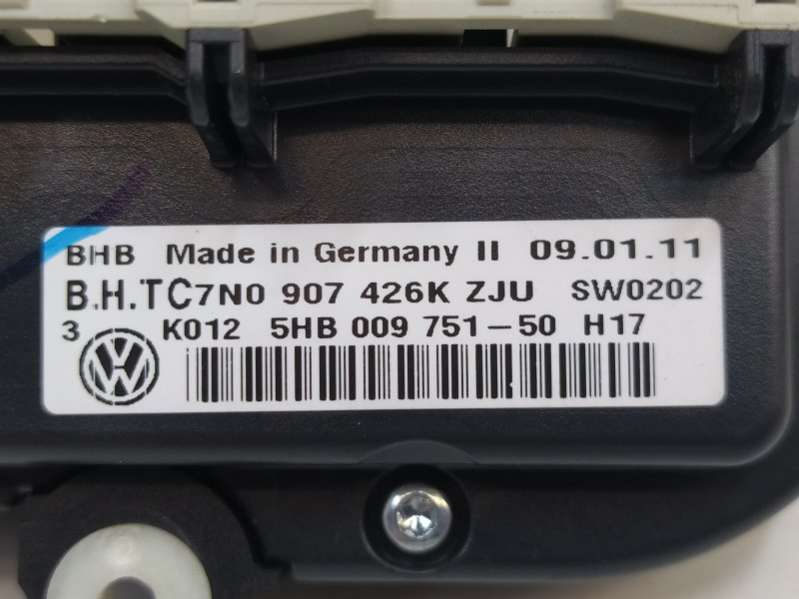 BHB Made in Germany II 09.01.11
B.H.TC7N0 907 426K ZJU SW0202
3 K012 5HB 009 751-50 H17